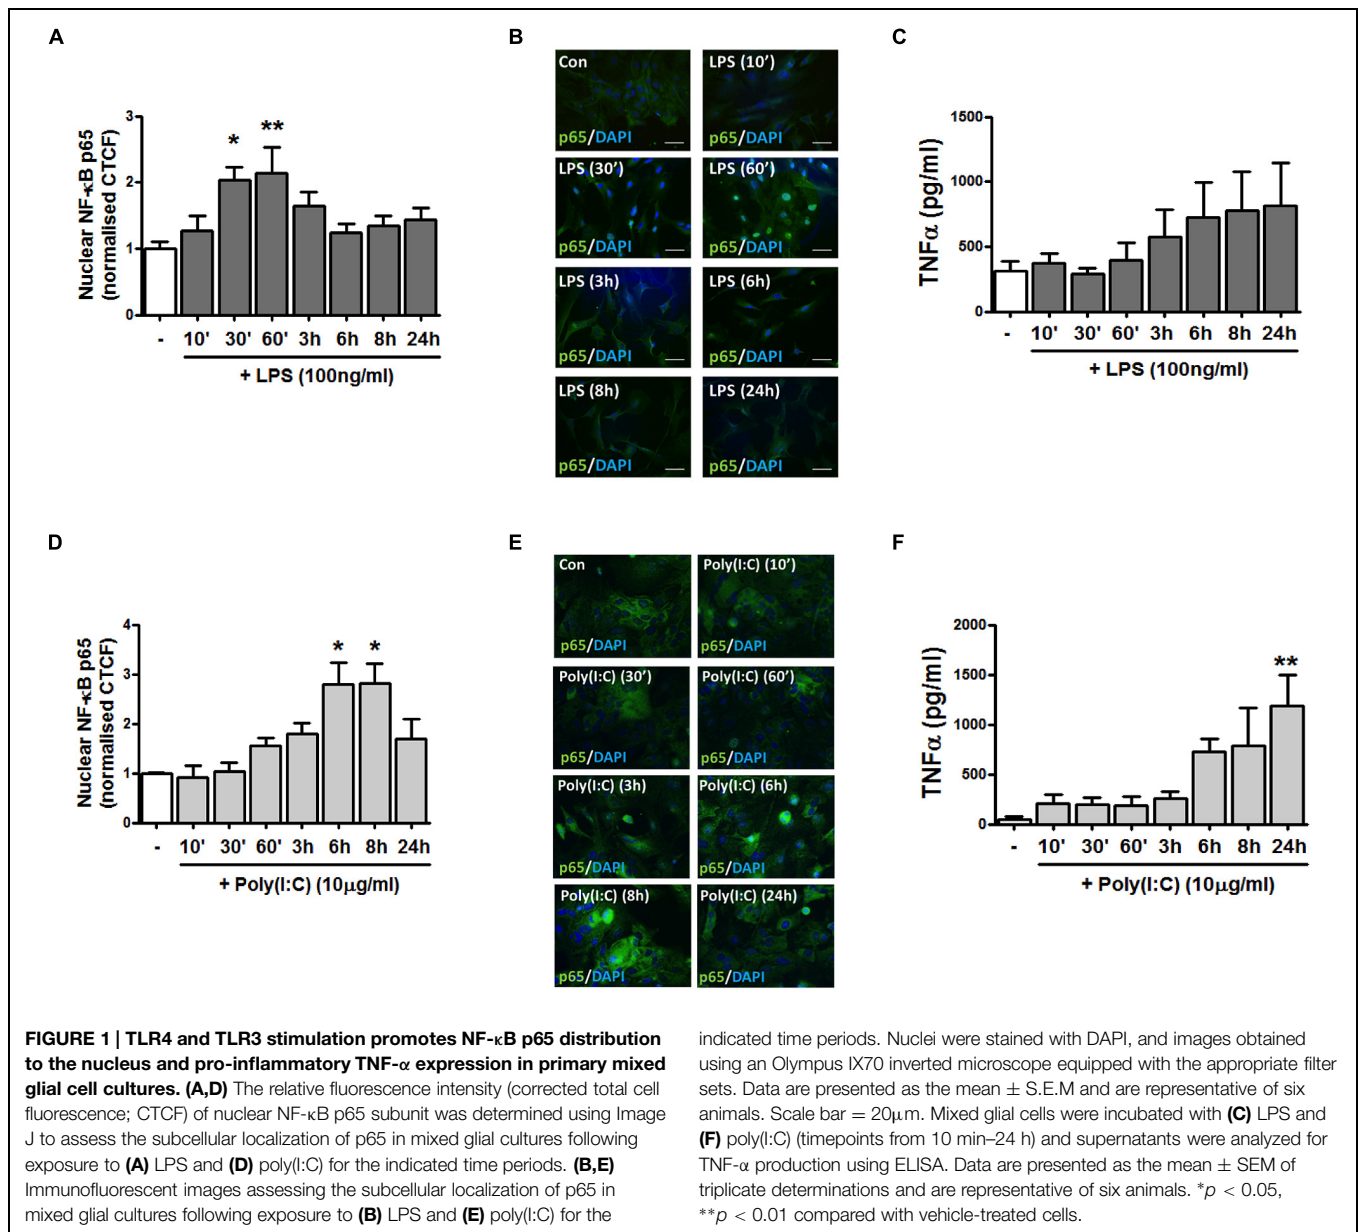 A
Nuclear NF-κB p65
(normalised CTCF)
3
2
1
0
*
**
-
10' 30' 60' 3h 6h 8h 24h
+ LPS (100ng/ml)
B
Con
p65/DAPI
LPS (10')
p65/DAPI
LPS (30')
p65/DAPI
LPS (60')
p65/DAPI
LPS (3h)
p65/DAPI
LPS (6h)
p65/DAPI
LPS (8h)
p65/DAPI
LPS (24h)
p65/DAPI
C
TNFα (pg/ml)
1500
1000
500
0
-
10' 30' 60' 3h 6h 8h 24h
+ LPS (100ng/ml)
D
Nuclear NF-κB p65
(normalised CTCF)
4
3
2
1
0
*
*
-
10' 30' 60' 3h 6h 8h 24h
+ Poly(I:C) (10μg/ml)
E
Con
p65/DAPI
Poly(I:C) (10')
p65/DAPI
Poly(I:C) (30')
p65/DAPI
Poly(I:C) (60')
p65/DAPI
Poly(I:C) (3h)
p65/DAPI
Poly(I:C) (6h)
p65/DAPI
Poly(I:C) (8h)
p65/DAPI
Poly(I:C) (24h)
p65/DAPI
F
TNFα (pg/ml)
2000
1500
1000
500
0
**
-
10' 30' 60' 3h 6h 8h 24h
+ Poly(I:C) (10μg/ml)
FIGURE 1 | TLR4 and TLR3 stimulation promotes NF-κB p65 distribution
to the nucleus and pro-inflammatory TNF-α expression in primary mixed
glial cell cultures. (A,D) The relative fluorescence intensity (corrected total cell
fluorescence; CTCF) of nuclear NF-κB p65 subunit was determined using Image
J to assess the subcellular localization of p65 in mixed glial cultures following
exposure to (A) LPS and (D) poly(I:C) for the indicated time periods. (B,E)
Immunofluorescent images assessing the subcellular localization of p65 in
mixed glial cultures following exposure to (B) LPS and (E) poly(I:C) for the
indicated time periods. Nuclei were stained with DAPI, and images obtained
using an Olympus IX70 inverted microscope equipped with the appropriate filter
sets. Data are presented as the mean ± S.E.M and are representative of six
animals. Scale bar = 20μm. Mixed glial cells were incubated with (C) LPS and
(F) poly(I:C) (timepoints from 10 min–24 h) and supernatants were analyzed for
TNF-α production using ELISA. Data are presented as the mean ± SEM of
triplicate determinations and are representative of six animals. *p < 0.05,
**p < 0.01 compared with vehicle-treated cells.